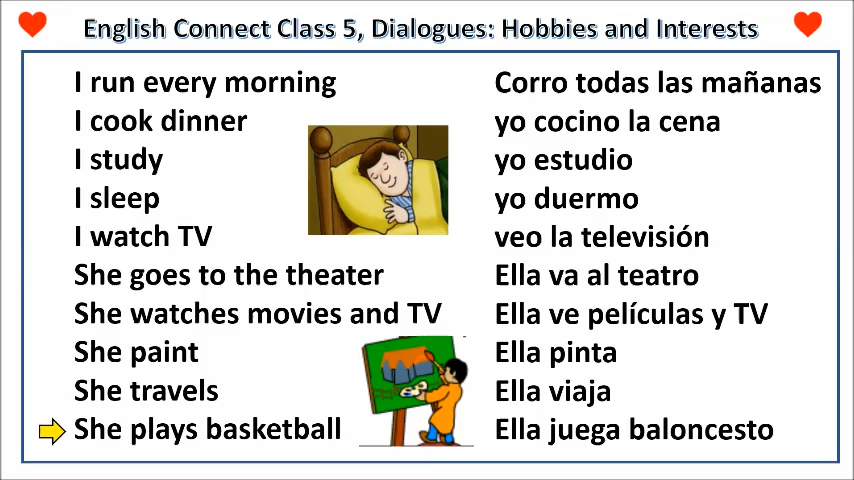 English Connect Class 5, Dialogues: Hobbies and Interests
I run every morning
I cook dinner
I study
I sleep
I watch TV
She goes to the theater
She watches movies and TV
She paint
She travels
She plays basketball
Corro todas las mañanas
yo cocino la cena
yo estudio
yo duermo
veo la televisión
Ella va al teatro
Ella ve películas y TV
Ella pinta
Ella viaja
Ella juega baloncesto